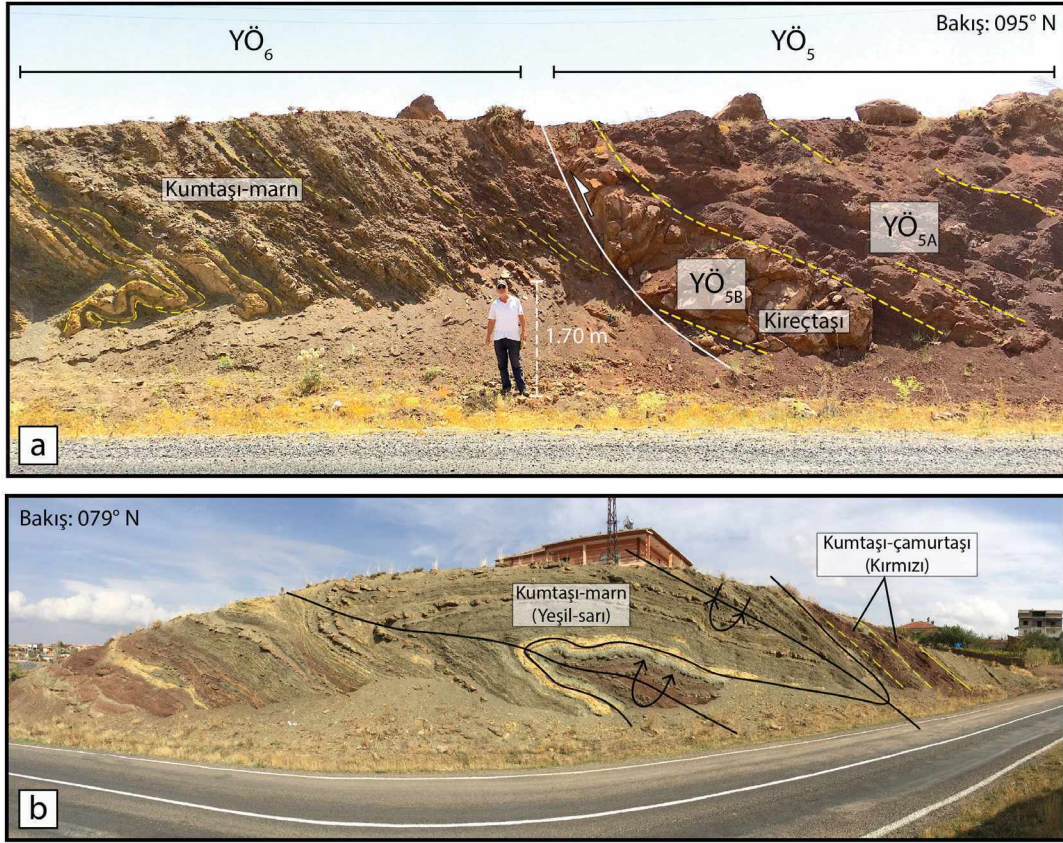 YÖ6
YÖ5
Bakış: 095° N
Kumtaşı-marn
YÖ5A
YÖ5B
Kireçtaşı
1.70 m
a
Bakış: 079° N
Kumtaşı-çamurtaşı
(Kırmızı)
Kumtaşı-marn
(Yeşil-sarı)
b